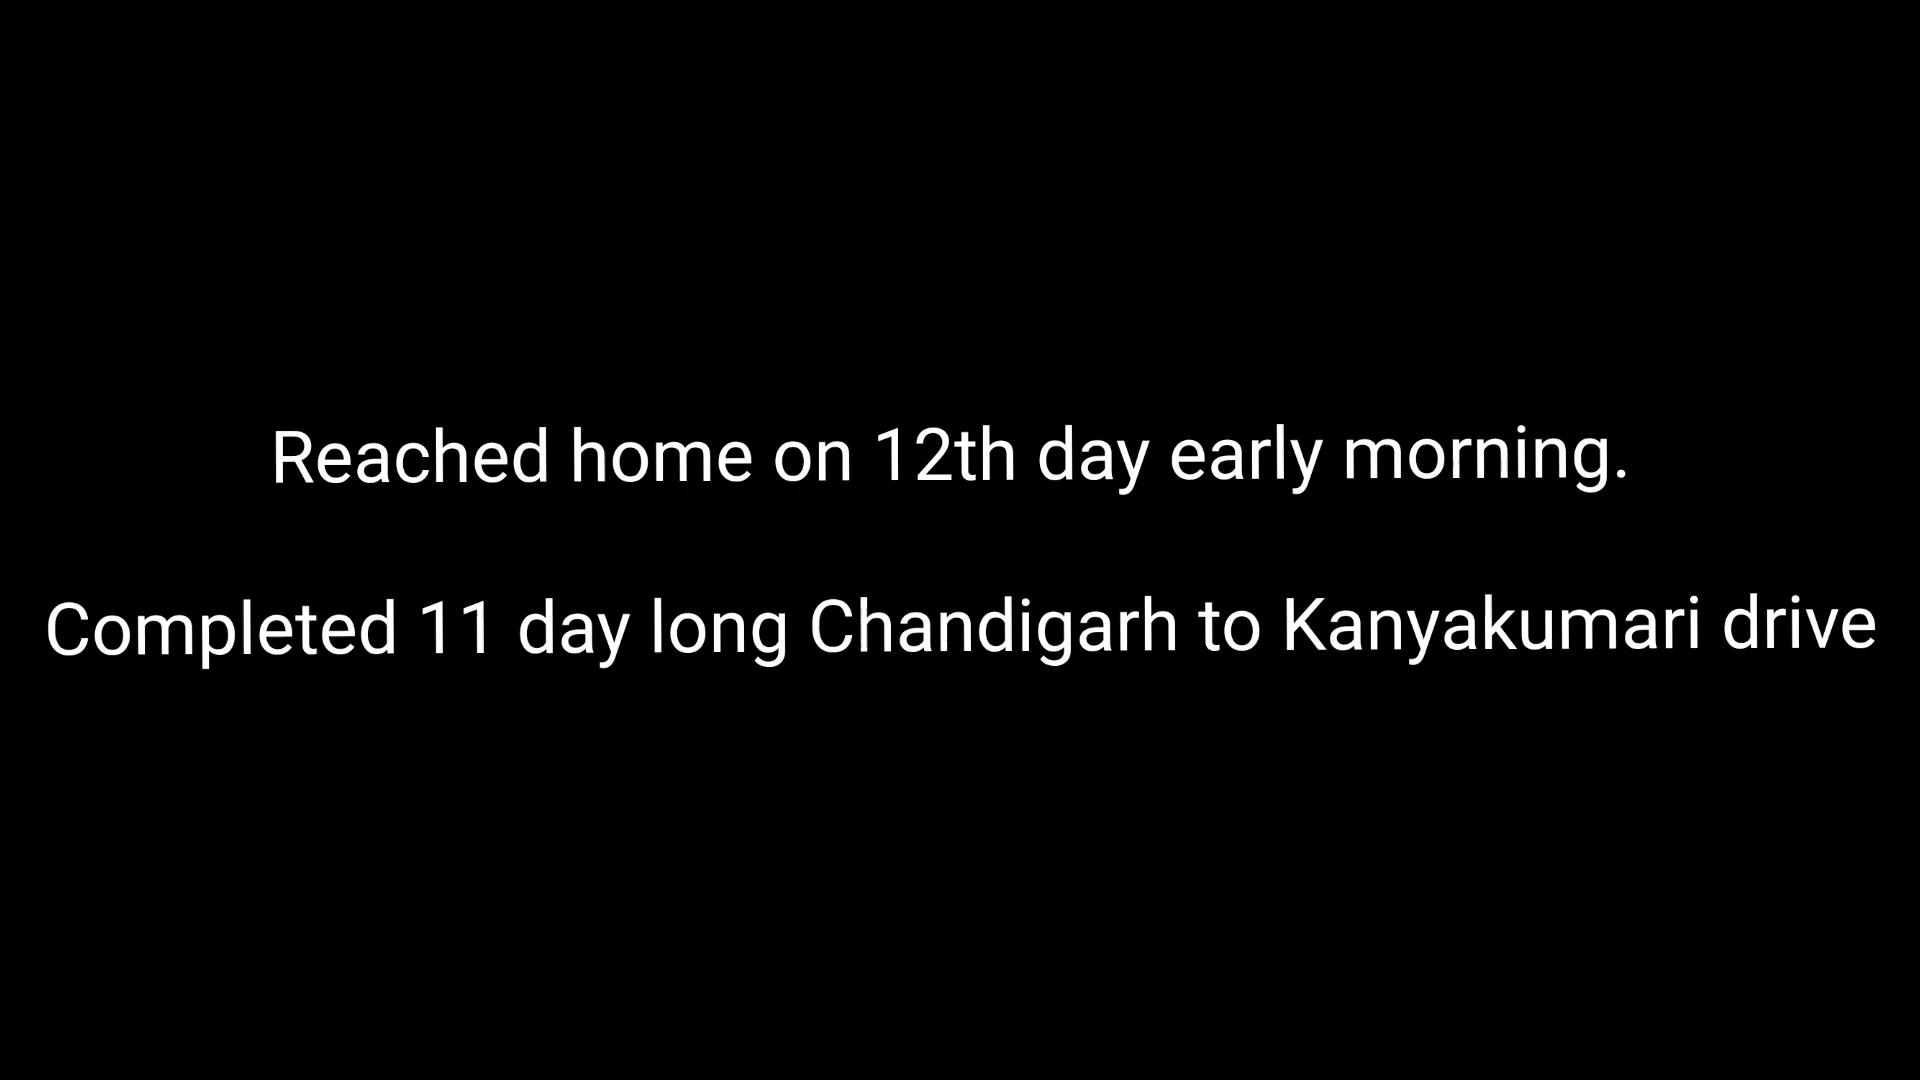 Reached home on 12th day early morning.
Completed 11 day long Chandigarh to Kanyakumari drive